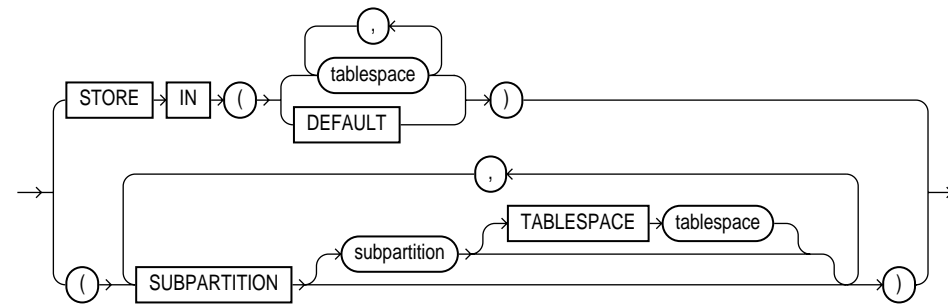 ,
tablespace
STORE IN ( )
DEFAULT
,
TABLESPACE tablespace
subpartition
( SUBPARTITION )